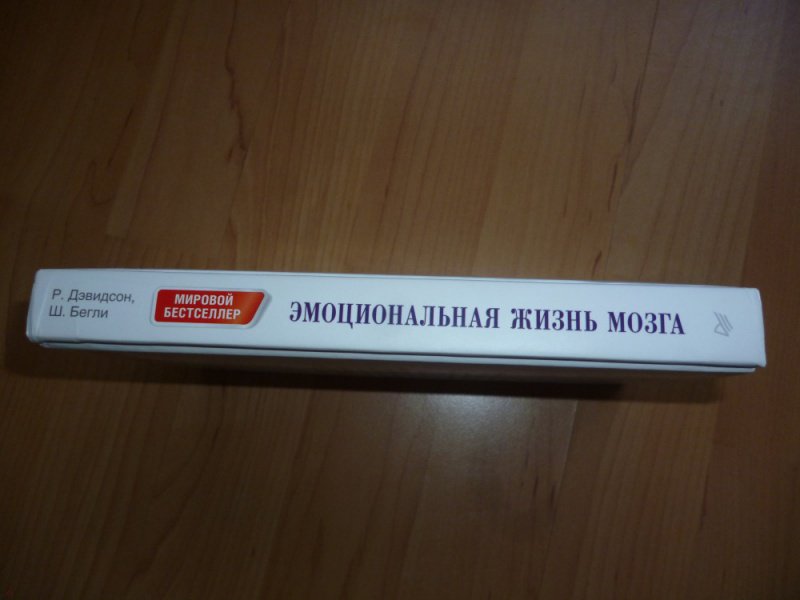 Р. Дэвидсон,
Ш. Бегли
МИРОВОЙ
БЕСТСЕЛЛЕР
ЭМОЦИОНАЛЬНАЯ ЖИЗНЬ МОЗГА